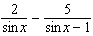 2/(sin x) − 5/(sin x − 1)